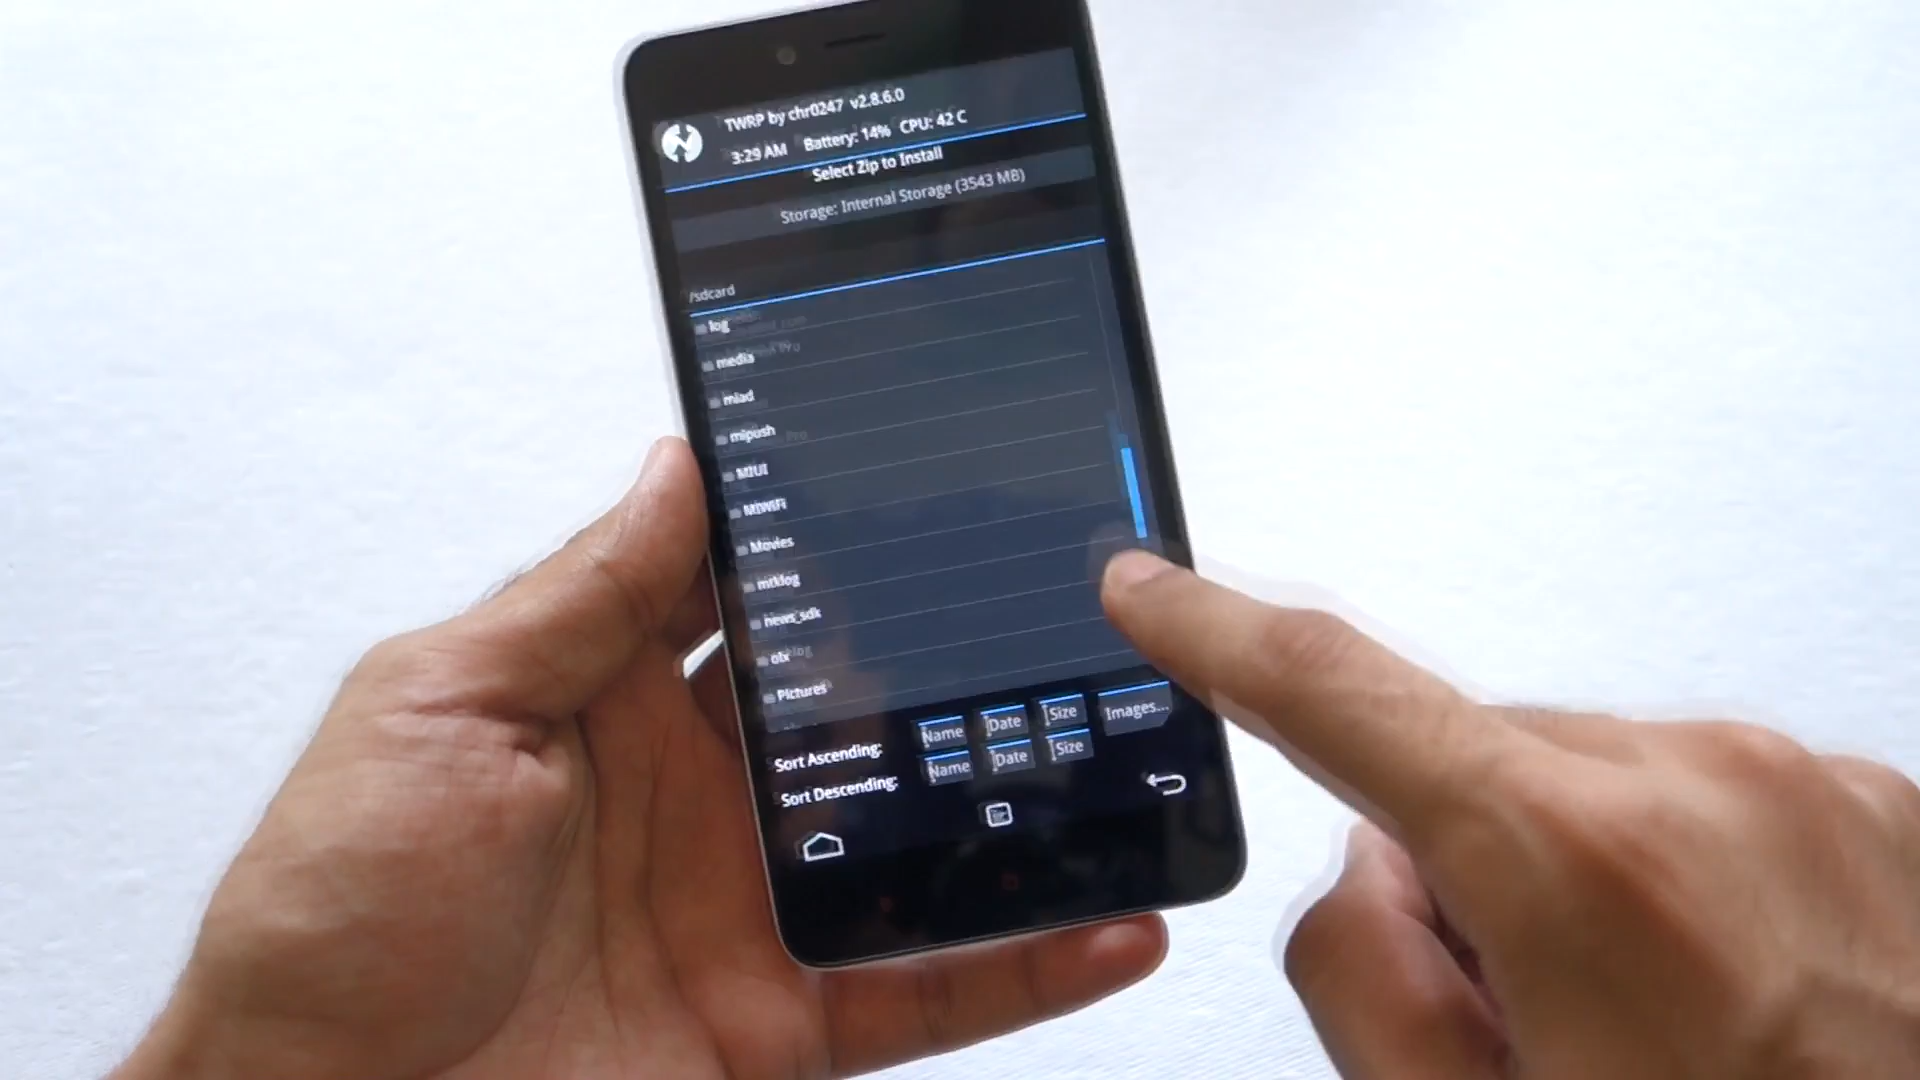 TWRP by chr0247 v2.8.6.0
3:29 AM Battery: 14% CPU: 42 C
Select Zip to Install
Storage: Internal Storage (3543 MB)
/sdcard
log
media
miad
mipush
MIUI
MiWiFi
Movies
mtklog
news_sdk
olx
Pictures
Sort Ascending: Name Date Size Images...
Sort Descending: Name Date Size